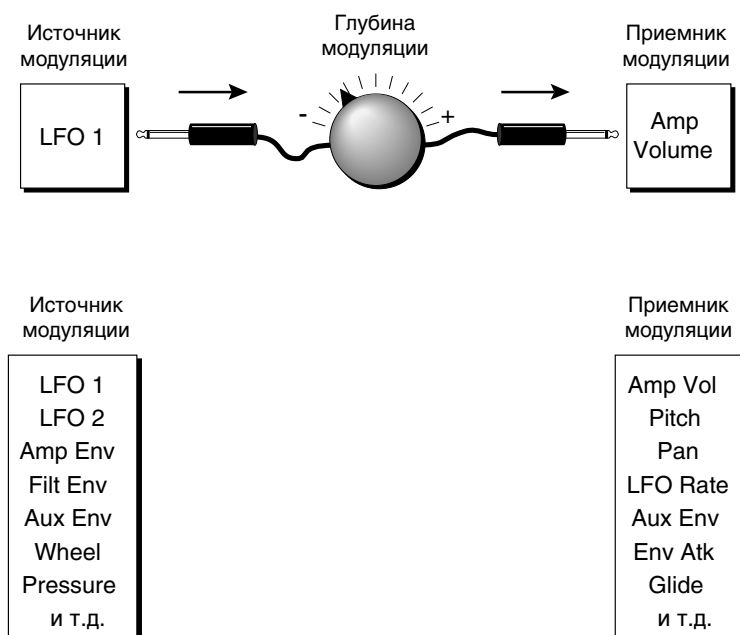 Источник
модуляции
Глубина
модуляции
Приемник
модуляции
LFO 1
-
+
Amp
Volume
Источник
модуляции
Приемник
модуляции
LFO 1
LFO 2
Amp Env
Filt Env
Aux Env
Wheel
Pressure
и т.д.
Amp Vol
Pitch
Pan
LFO Rate
Aux Env
Env Atk
Glide
и т.д.